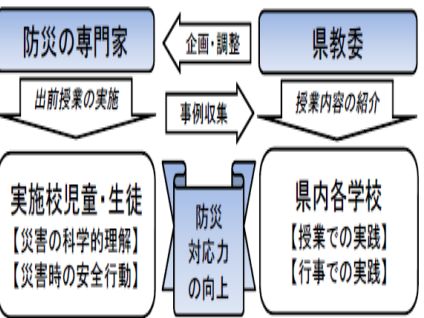 防災の専門家
企画・調整
県教委
出前授業の実施
事例収集
授業内容の紹介
実施校児童・生徒
【災害の科学的理解】
【災害時の安全行動】
防災
対応力
の向上
県内各学校
【授業での実践】
【行事での実践】